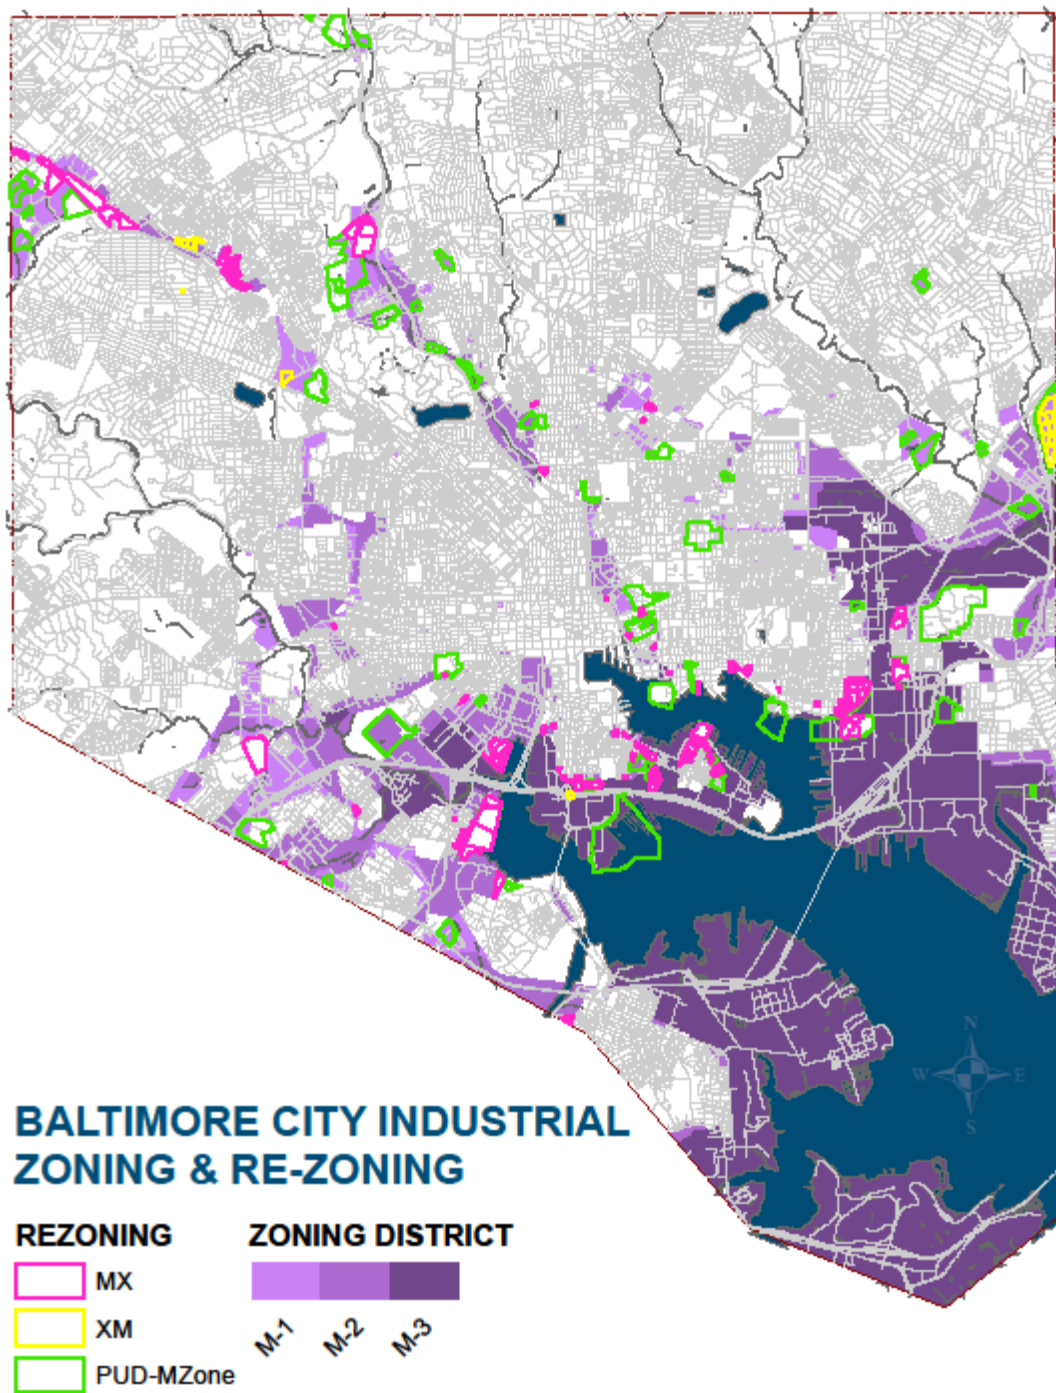 N
W E
S
BALTIMORE CITY INDUSTRIAL
ZONING & RE-ZONING
REZONING ZONING DISTRICT
MX
XM
PUD-MZone
M-1 M-2 M-3